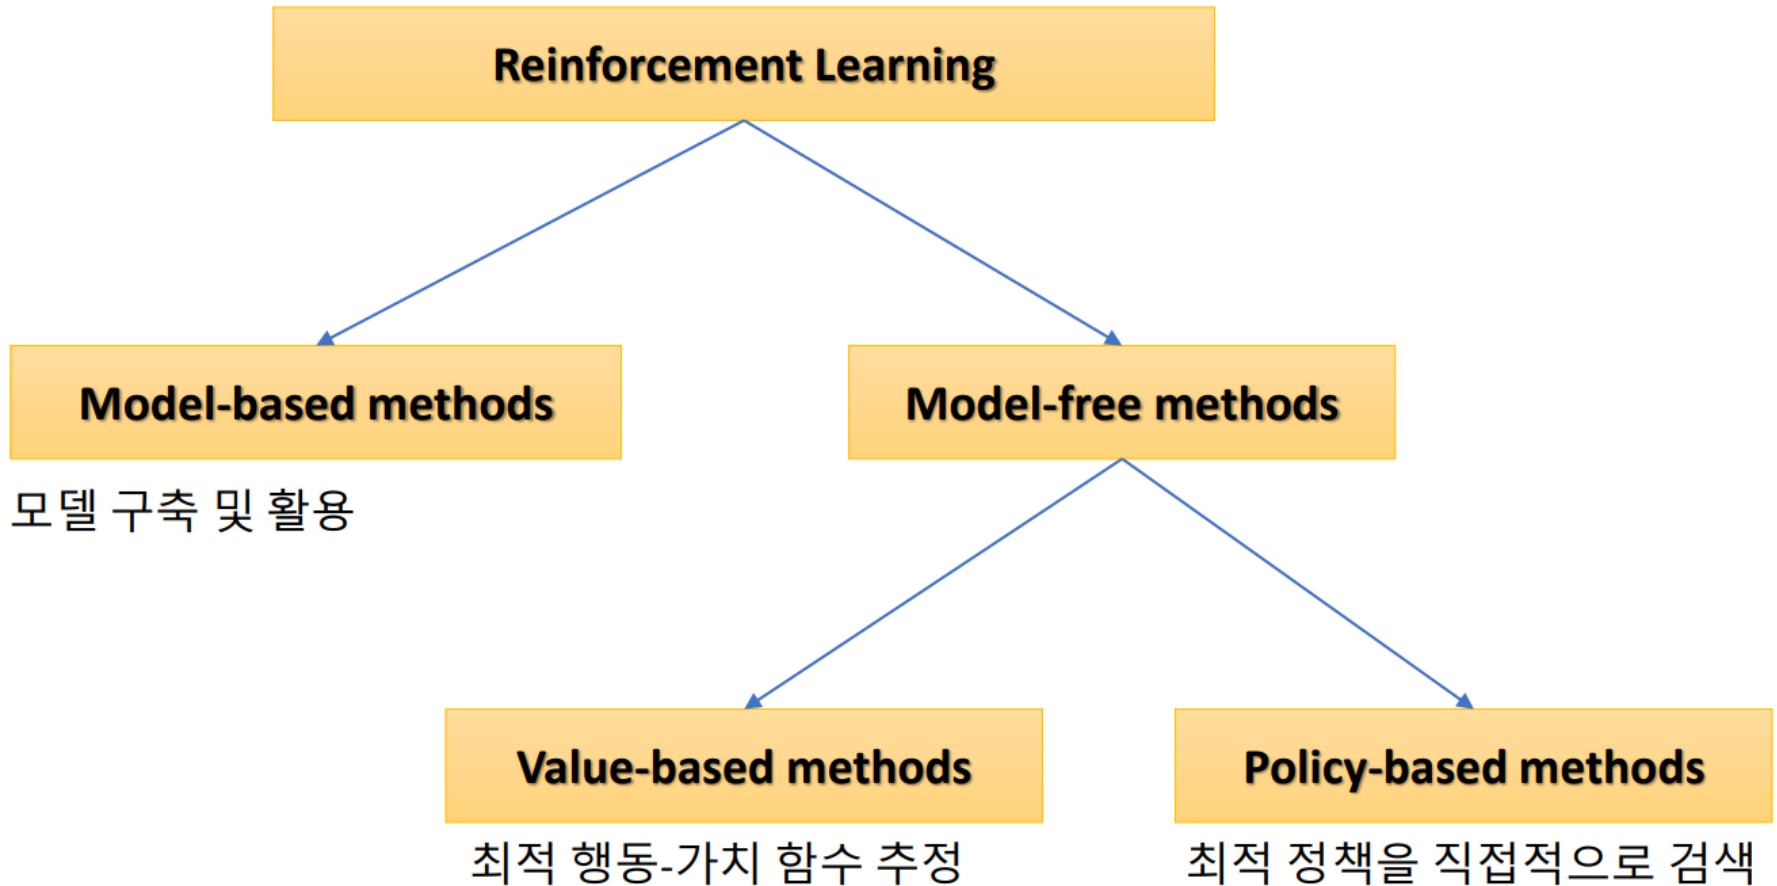 Reinforcement Learning
Model-based methods
Model-free methods
모델 구축 및 활용
Value-based methods
Policy-based methods
최적 행동-가치 함수 추정
최적 정책을 직접적으로 검색